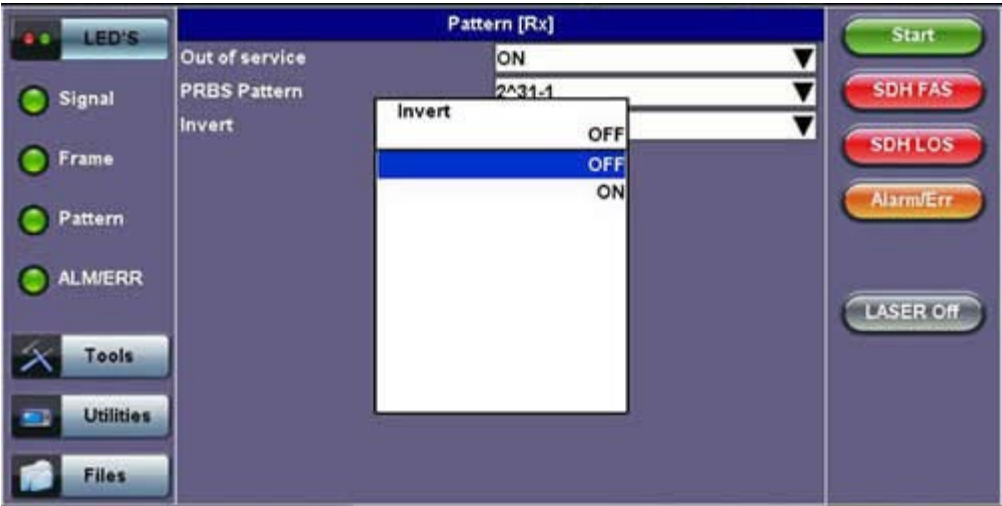 LED'S
Signal
Frame
Pattern
ALM/ERR
Tools
Utilities
Files
Pattern [Rx]
Out of service ON
PRBS Pattern 2^31-1
Invert
Invert
OFF
OFF
ON
Start
SDH FAS
SDH LOS
Alarm/Err
LASER Off